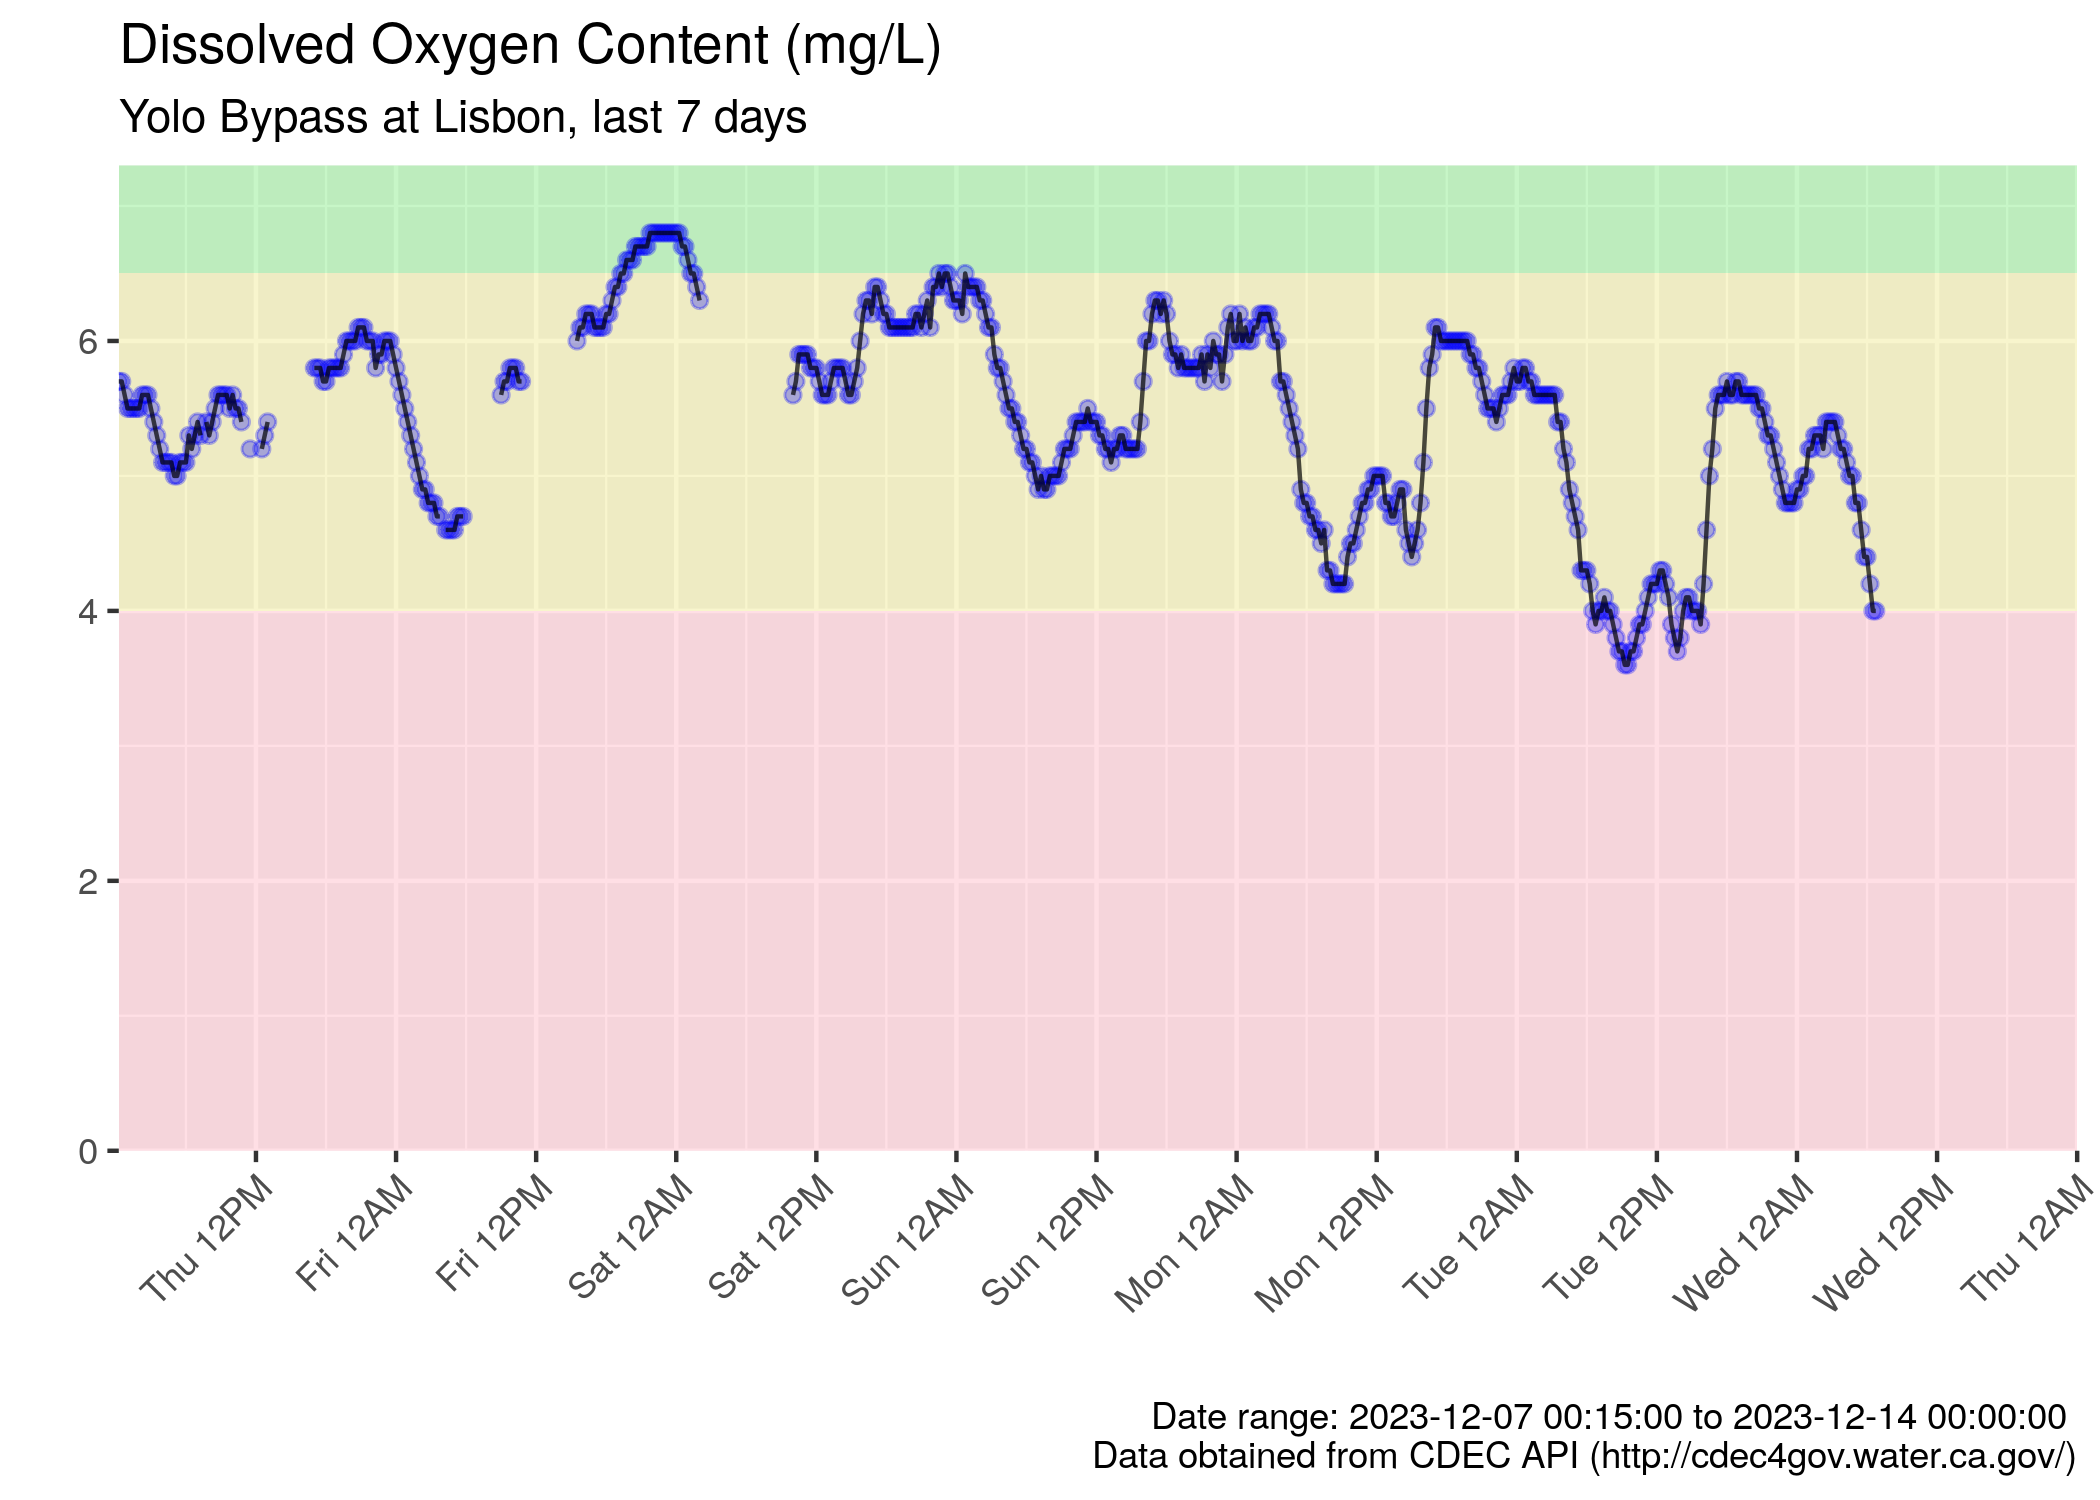 Dissolved Oxygen Content (mg/L)
Yolo Bypass at Lisbon, last 7 days
6
4
2
0
Thu 12PM
Fri 12AM
Fri 12PM
Sat 12AM
Sat 12PM
Sun 12AM
Sun 12PM
Mon 12AM
Mon 12PM
Tue 12AM
Tue 12PM
Wed 12AM
Wed 12PM
Thu 12AM
Date range: 2023-12-07 00:15:00 to 2023-12-14 00:00:00
Data obtained from CDEC API (http://cdec4gov.water.ca.gov/)